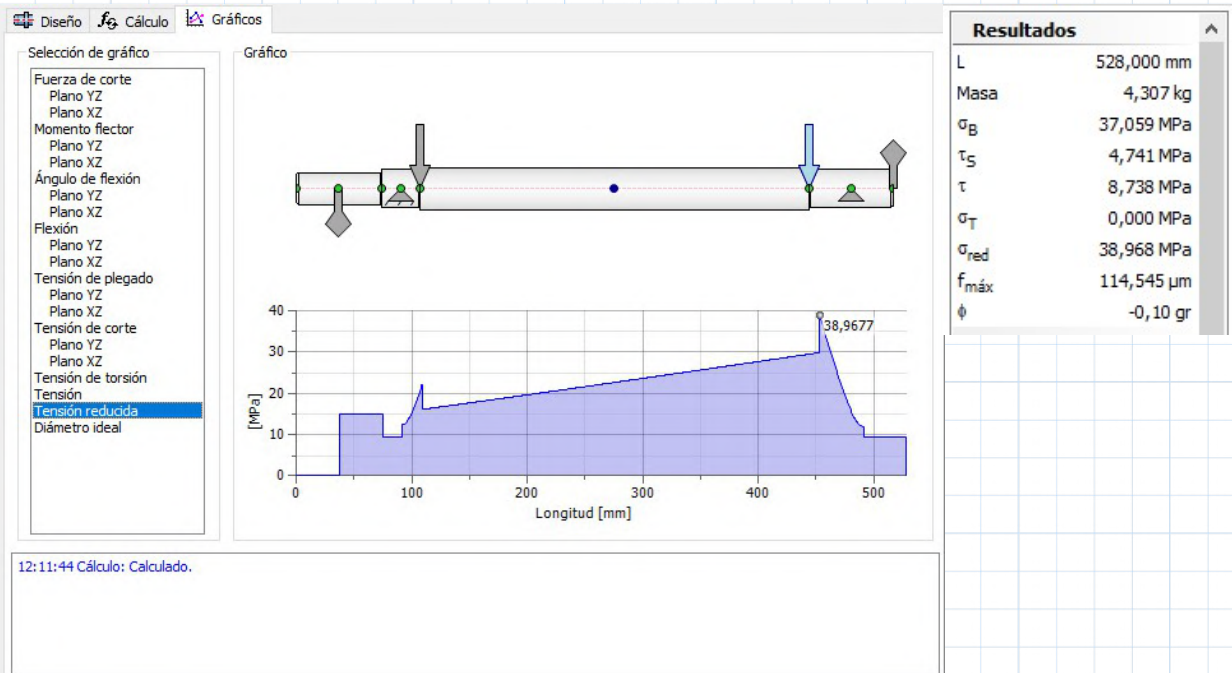 Diseño Cálculo Gráficos
Selección de gráfico
Fuerza de corte
Plano YZ
Plano XZ
Momento flector
Plano YZ
Plano XZ
Ángulo de flexión
Plano YZ
Plano XZ
Flexión
Plano YZ
Plano XZ
Tensión de plegado
Plano YZ
Plano XZ
Tensión de corte
Plano YZ
Plano XZ
Tensión de torsión
Tensión
Tensión reducida
Diámetro ideal
Gráfico
38,9677
40
30
20
10
0
[MPa]
0 100 200 300 400 500
Longitud [mm]
12:11:44 Cálculo: Calculado.
Resultados
L 528,000 mm
Masa 4,307 kg
σB 37,059 MPa
τS 4,741 MPa
τ 8,738 MPa
σT 0,000 MPa
σred 38,968 MPa
fmáx 114,545 µm
ϕ -0,10 gr